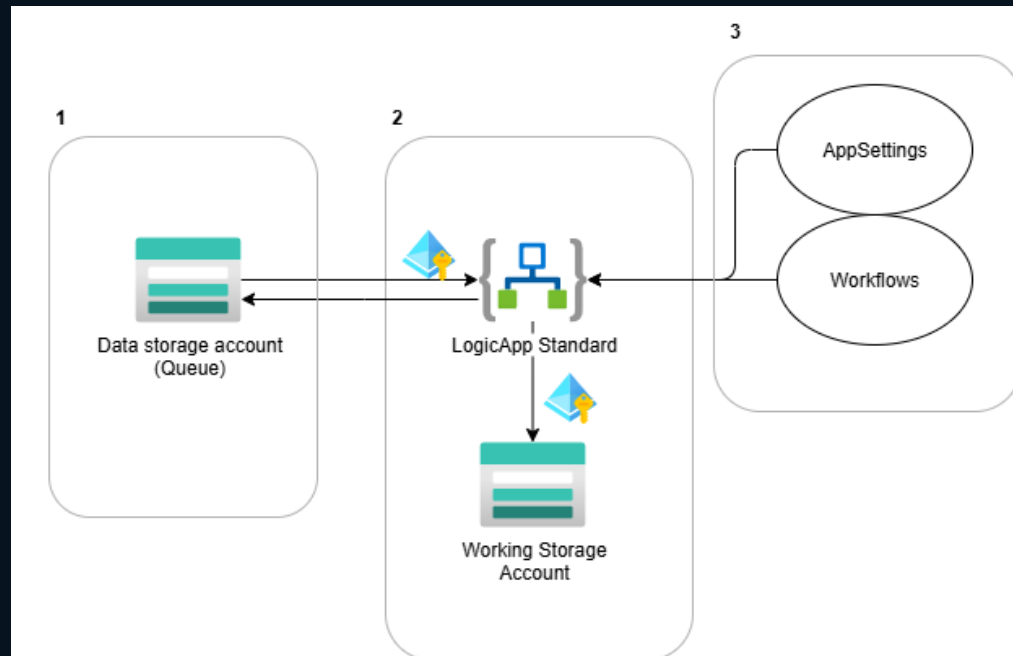 1
Data storage account
(Queue)
2
LogicApp Standard
Working Storage
Account
3
AppSettings
Workflows